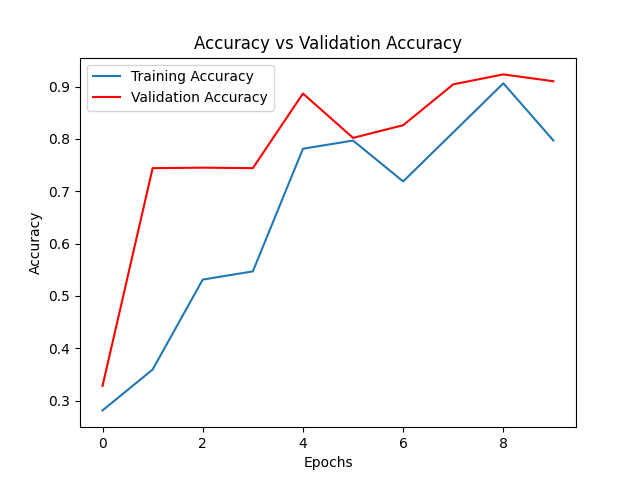 Accuracy vs Validation Accuracy
Training Accuracy
Validation Accuracy
0.9
0.8
0.7
0.6
0.5
0.4
0.3
Accuracy
0 2 4 6 8
Epochs